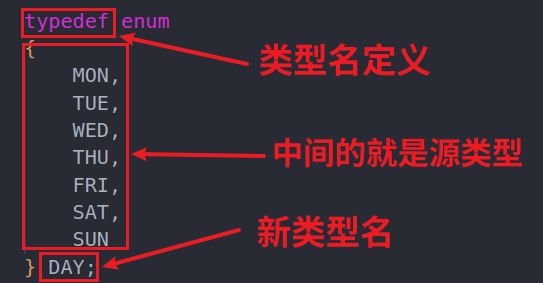 typedef enum
{
类型名定义
MON,
TUE,
WED,
THU,
中间的就是源类型
FRI,
SAT,
新类型名
SUN
} DAY;